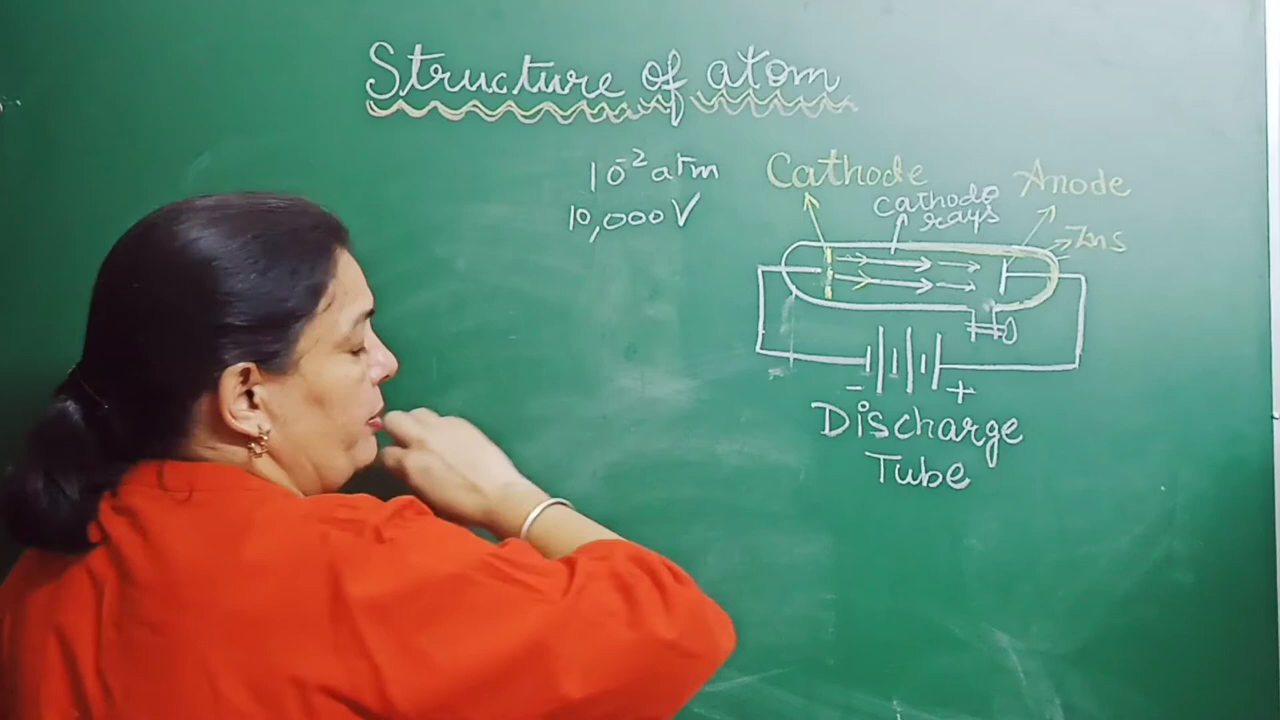 Structure of atom
10⁻² atm
10,000 V
Cathode
Anode
Cathode
rays
ZnS
- +
Discharge
Tube